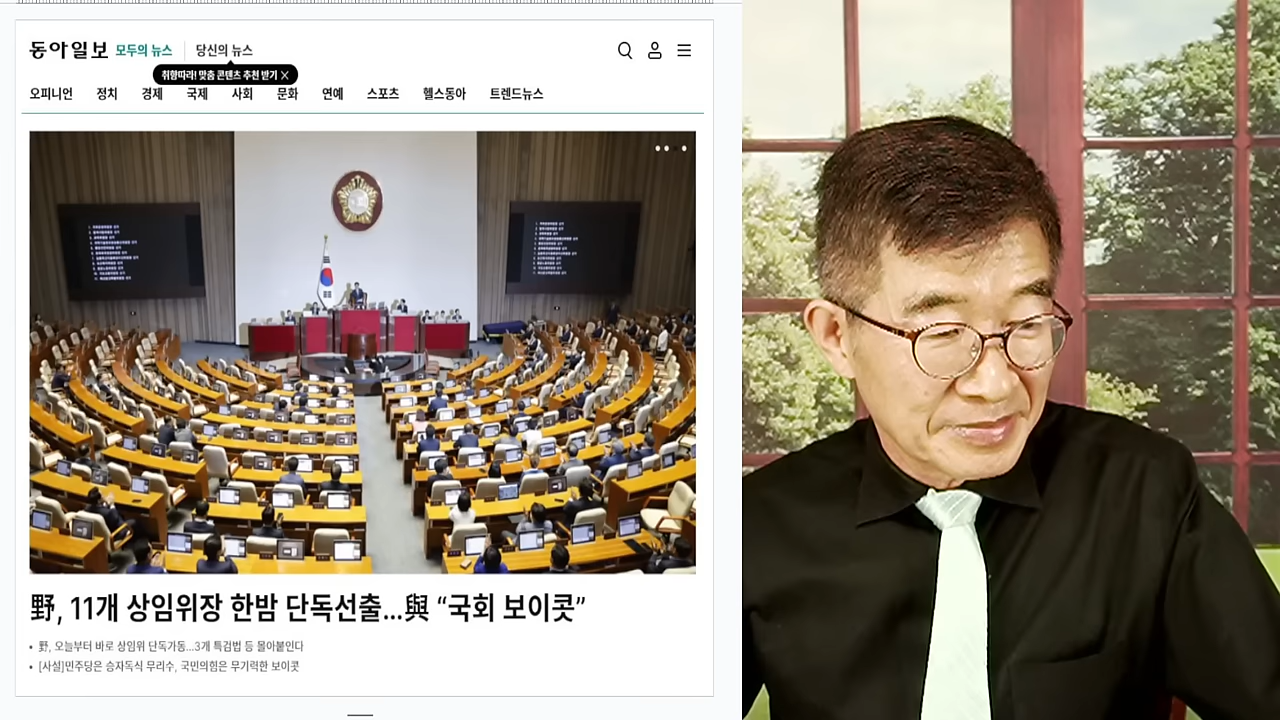 동아일보 모두의 뉴스 당신의 뉴스
취향따라! 맞춤 콘텐츠 추천 받기 ×
오피니언 정치 경제 국제 사회 문화 연예 스포츠 헬스동아 트렌드뉴스
野, 11개 상임위장 한밤 단독선출…與 “국회 보이콧”
• 野, 오늘부터 바로 상임위 단독가동…3개 특검법 등 몰아붙인다
• [사설]민주당은 승자독식 무리수, 국민의힘은 무기력한 보이콧